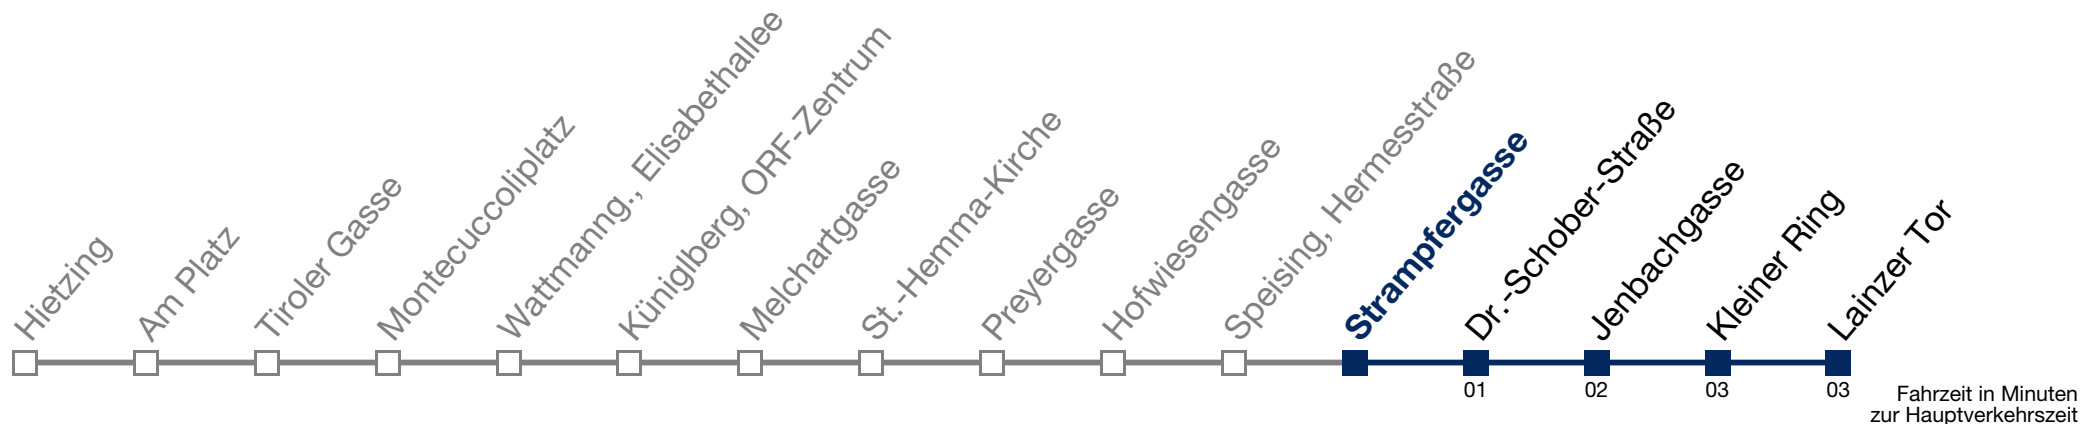 Hietzing
Am Platz
Tiroler Gasse
Montecuccoliplatz
Wattmanng., Elisabethallee
Küniglberg, ORF-Zentrum
Melchartgasse
St.-Hemma-Kirche
Preyergasse
Hofwiesengasse
Speising, Hermesstraße
Strampfergasse
Dr.-Schober-Straße
Jenbachgasse
Kleiner Ring
Lainzer Tor
01
02
03
03
Fahrzeit in Minuten
zur Hauptverkehrszeit